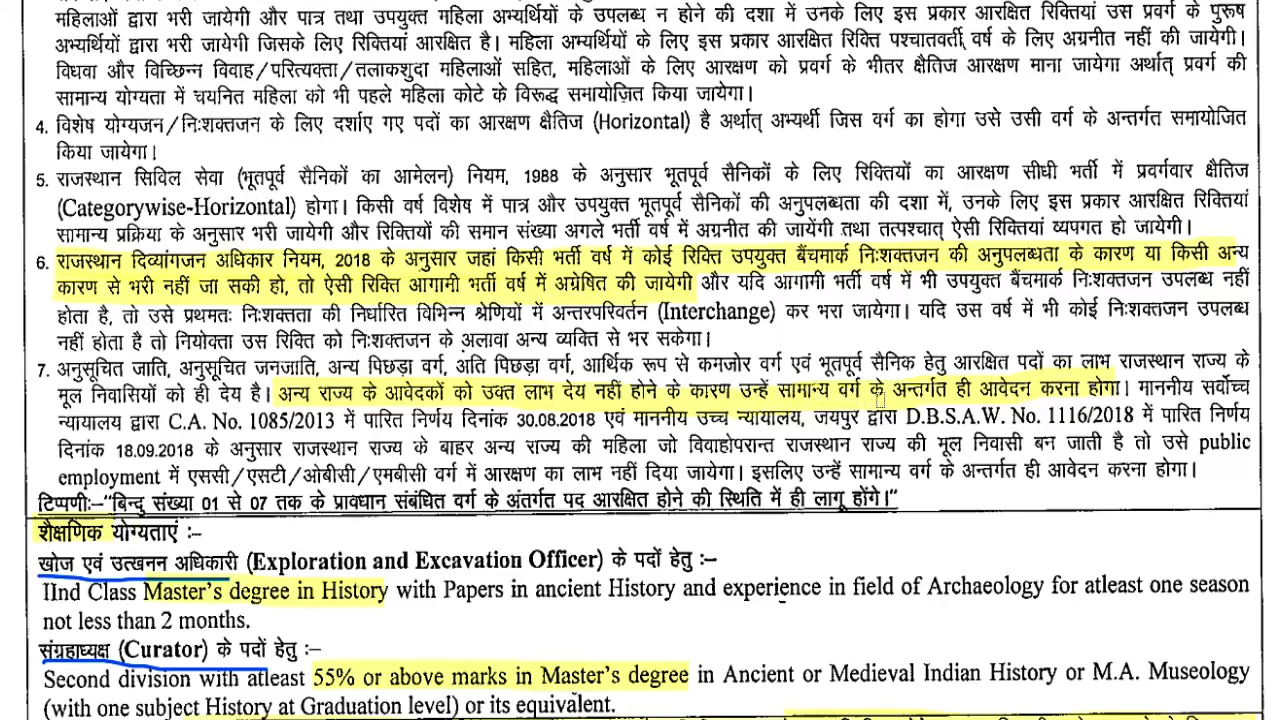 महिलाओं द्वारा भरी जायेगी और पात्र तथा उपयुक्त महिला अभ्यर्थियों के उपलब्ध न होने की दशा में उनके लिए इस प्रकार आरक्षित रिक्तियां उस प्रवर्ग के पुरूष
अभ्यर्थियों द्वारा भरी जायेगी जिसके लिए रिक्तियां आरक्षित है। महिला अभ्यर्थियों के लिए इस प्रकार आरक्षित रिक्ति पश्चातवर्ती वर्ष के लिए अग्रनीत नहीं की जायेगी।
विधवा और विच्छिन्न विवाह/परित्यक्ता/तलाकशुदा महिलाओं सहित, महिलाओं के लिए आरक्षण को प्रवर्ग के भीतर क्षैतिज आरक्षण माना जायेगा अर्थात् प्रवर्ग की
सामान्य योग्यता में चयनित महिला को भी पहले महिला कोटे के विरूद्ध समायोजित किया जायेगा।
4. विशेष योग्यजन/निःशक्तजन के लिए दर्शाए गए पदों का आरक्षण क्षैतिज (Horizontal) है अर्थात् अभ्यर्थी जिस वर्ग का होगा उसे उसी वर्ग के अन्तर्गत समायोजित
किया जायेगा।
5. राजस्थान सिविल सेवा (भूतपूर्व सैनिकों का आमेलन) नियम, 1988 के अनुसार भूतपूर्व सैनिकों के लिए रिक्तियों का आरक्षण सीधी भर्ती में प्रवर्गवार क्षैतिज
(Categorywise-Horizontal) होगा। किसी वर्ष विशेष में पात्र और उपयुक्त भूतपूर्व सैनिकों की अनुपलब्धता की दशा में, उनके लिए इस प्रकार आरक्षित रिक्तियां
सामान्य प्रक्रिया के अनुसार भरी जायेगी और रिक्तियों की समान संख्या अगले भर्ती वर्ष में अग्रनीत की जायेंगी तथा तत्पश्चात् ऐसी रिक्तियां व्यपगत हो जायेगी।
6. राजस्थान दिव्यांगजन अधिकार नियम, 2018 के अनुसार जहां किसी भर्ती वर्ष में कोई रिक्ति उपयुक्त बैंचमार्क निःशक्तजन की अनुपलब्धता के कारण या किसी अन्य
कारण से भरी नहीं जा सकी हो, तो ऐसी रिक्ति आगामी भर्ती वर्ष में अग्रेषित की जायेगी और यदि आगामी भर्ती वर्ष में भी उपयुक्त बैंचमार्क निःशक्तजन उपलब्ध नहीं
होता है, तो उसे प्रथमतः निःशक्तता की निर्धारित विभिन्न श्रेणियों में अन्तरपरिवर्तन (Interchange) कर भरा जायेगा। यदि उस वर्ष में भी कोई निःशक्तजन उपलब्ध
नहीं होता है तो नियोक्ता उस रिक्ति को निःशक्तजन के अलावा अन्य व्यक्ति से भर सकेगा।
7. अनुसूचित जाति, अनुसूचित जनजाति, अन्य पिछड़ा वर्ग, अति पिछड़ा वर्ग, आर्थिक रूप से कमजोर वर्ग एवं भूतपूर्व सैनिक हेतु आरक्षित पदों का लाभ राजस्थान राज्य के
मूल निवासियों को ही देय है। अन्य राज्य के आवेदकों को उक्त लाभ देय नहीं होने के कारण उन्हें सामान्य वर्ग के अन्तर्गत ही आवेदन करना होगा। माननीय सर्वोच्च
न्यायालय द्वारा C.A. No. 1085/2013 में पारित निर्णय दिनांक 30.08.2018 एवं माननीय उच्च न्यायालय, जयपुर द्वारा D.B.S.A.W. No. 1116/2018 में पारित निर्णय
दिनांक 18.09.2018 के अनुसार राजस्थान राज्य के बाहर अन्य राज्य की महिला जो विवाहोपरान्त राजस्थान राज्य की मूल निवासी बन जाती है तो उसे public
employment में एससी/एसटी/ओबीसी/एमबीसी वर्ग में आरक्षण का लाभ नहीं दिया जायेगा। इसलिए उन्हें सामान्य वर्ग के अन्तर्गत ही आवेदन करना होगा।
टिप्पणीः–"बिन्दु संख्या 01 से 07 तक के प्रावधान संबंधित वर्ग के अंतर्गत पद आरक्षित होने की स्थिति में ही लागू होंगे।"
शैक्षणिक योग्यताएं :–
खोज एवं उत्खनन अधिकारी (Exploration and Excavation Officer) के पदों हेतु :–
IInd Class Master's degree in History with Papers in ancient History and experience in field of Archaeology for atleast one season
not less than 2 months.
संग्रहाध्यक्ष (Curator) के पदों हेतु :–
Second division with atleast 55% or above marks in Master's degree in Ancient or Medieval Indian History or M.A. Museology
(with one subject History at Graduation level) or its equivalent.